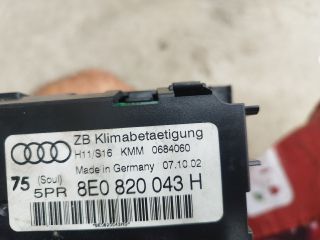 ZB Klimabetaetigung
H11/S16 KMM 0684060
Made in Germany 07.10.02
75 (Soul)
5PR 8E0 820 043 H